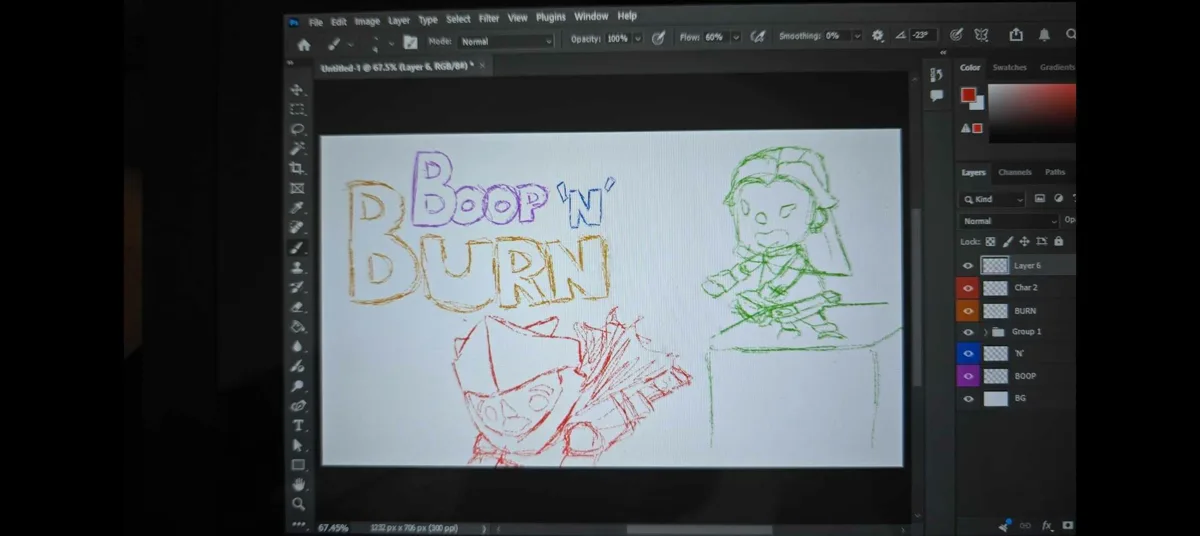 File Edit Image Layer Type Select Filter View Plugins Window Help
Mode: Normal Opacity: 100% Flow: 60% Smoothing: 0% -23°
Untitled-1 @ 67.5% (Layer 6, RGB/8#) *
Color Swatches Gradients
BOOP 'N'
BURN
Layers Channels Paths
Kind
Normal
Lock:
Layer 6
Char 2
BURN
Group 1
'N'
BOOP
BG
67.45%
fx